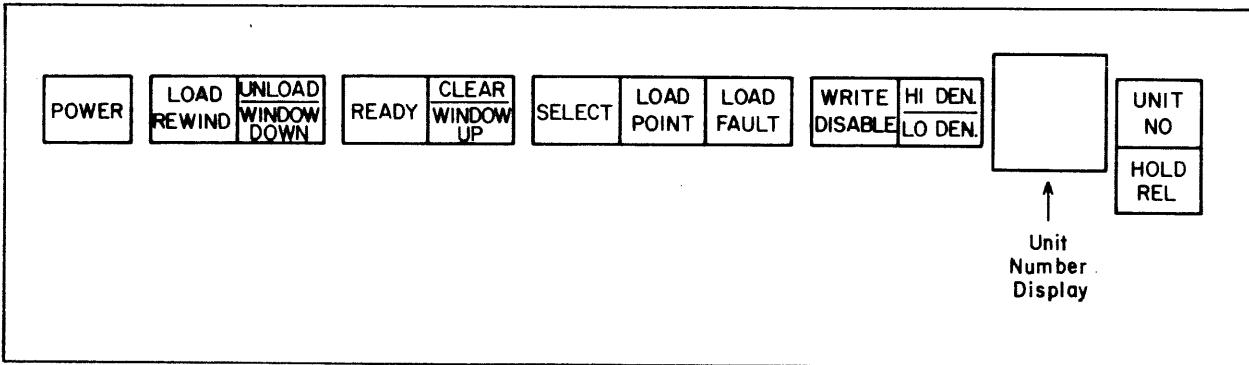 POWER
LOAD
REWIND
UNLOAD
WINDOW
DOWN
READY
CLEAR
WINDOW
UP
SELECT
LOAD
POINT
LOAD
FAULT
WRITE
DISABLE
HI DEN.
LO DEN.
UNIT
NO
HOLD
REL
Unit
Number
Display